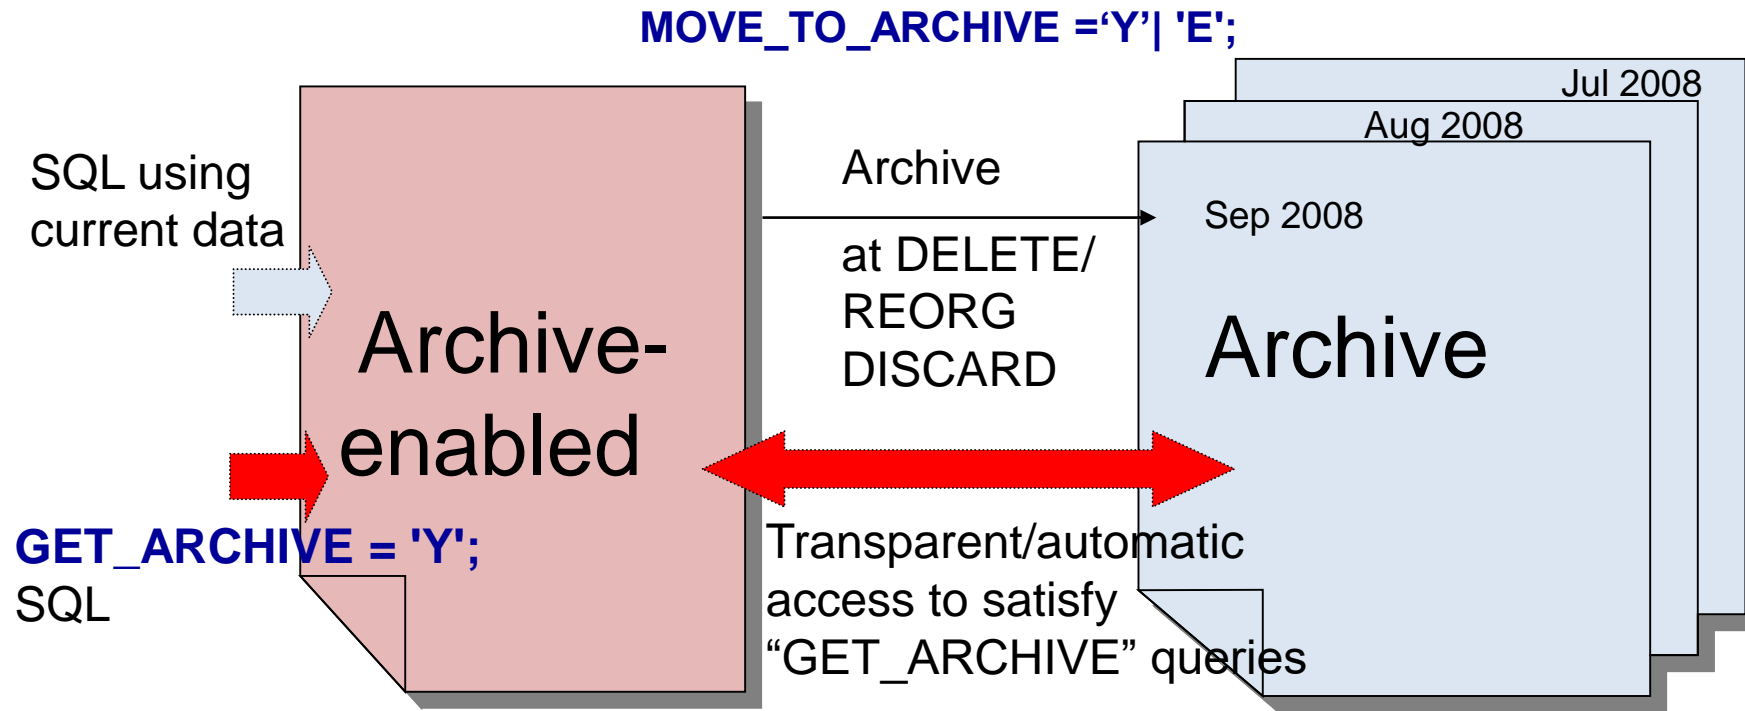 MOVE_TO_ARCHIVE =‘Y’| 'E';
Jul 2008
Aug 2008
Sep 2008
SQL using
current data
Archive
at DELETE/
REORG
DISCARD
Archive-
enabled
Archive
GET_ARCHIVE = 'Y';
SQL
Transparent/automatic
access to satisfy
“GET_ARCHIVE” queries